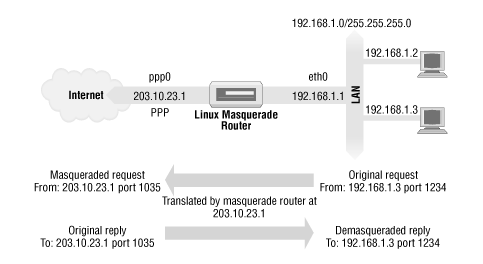 192.168.1.0/255.255.255.0
192.168.1.2
ppp0
eth0
Internet
203.10.23.1
192.168.1.1
LAN
PPP
Linux Masquerade
Router
192.168.1.3
Masqueraded request
From: 203.10.23.1 port 1035
Original request
From: 192.168.1.3 port 1234
Translated by masquerade router at
203.10.23.1
Original reply
To: 203.10.23.1 port 1035
Demasqueraded reply
To: 192.168.1.3 port 1234